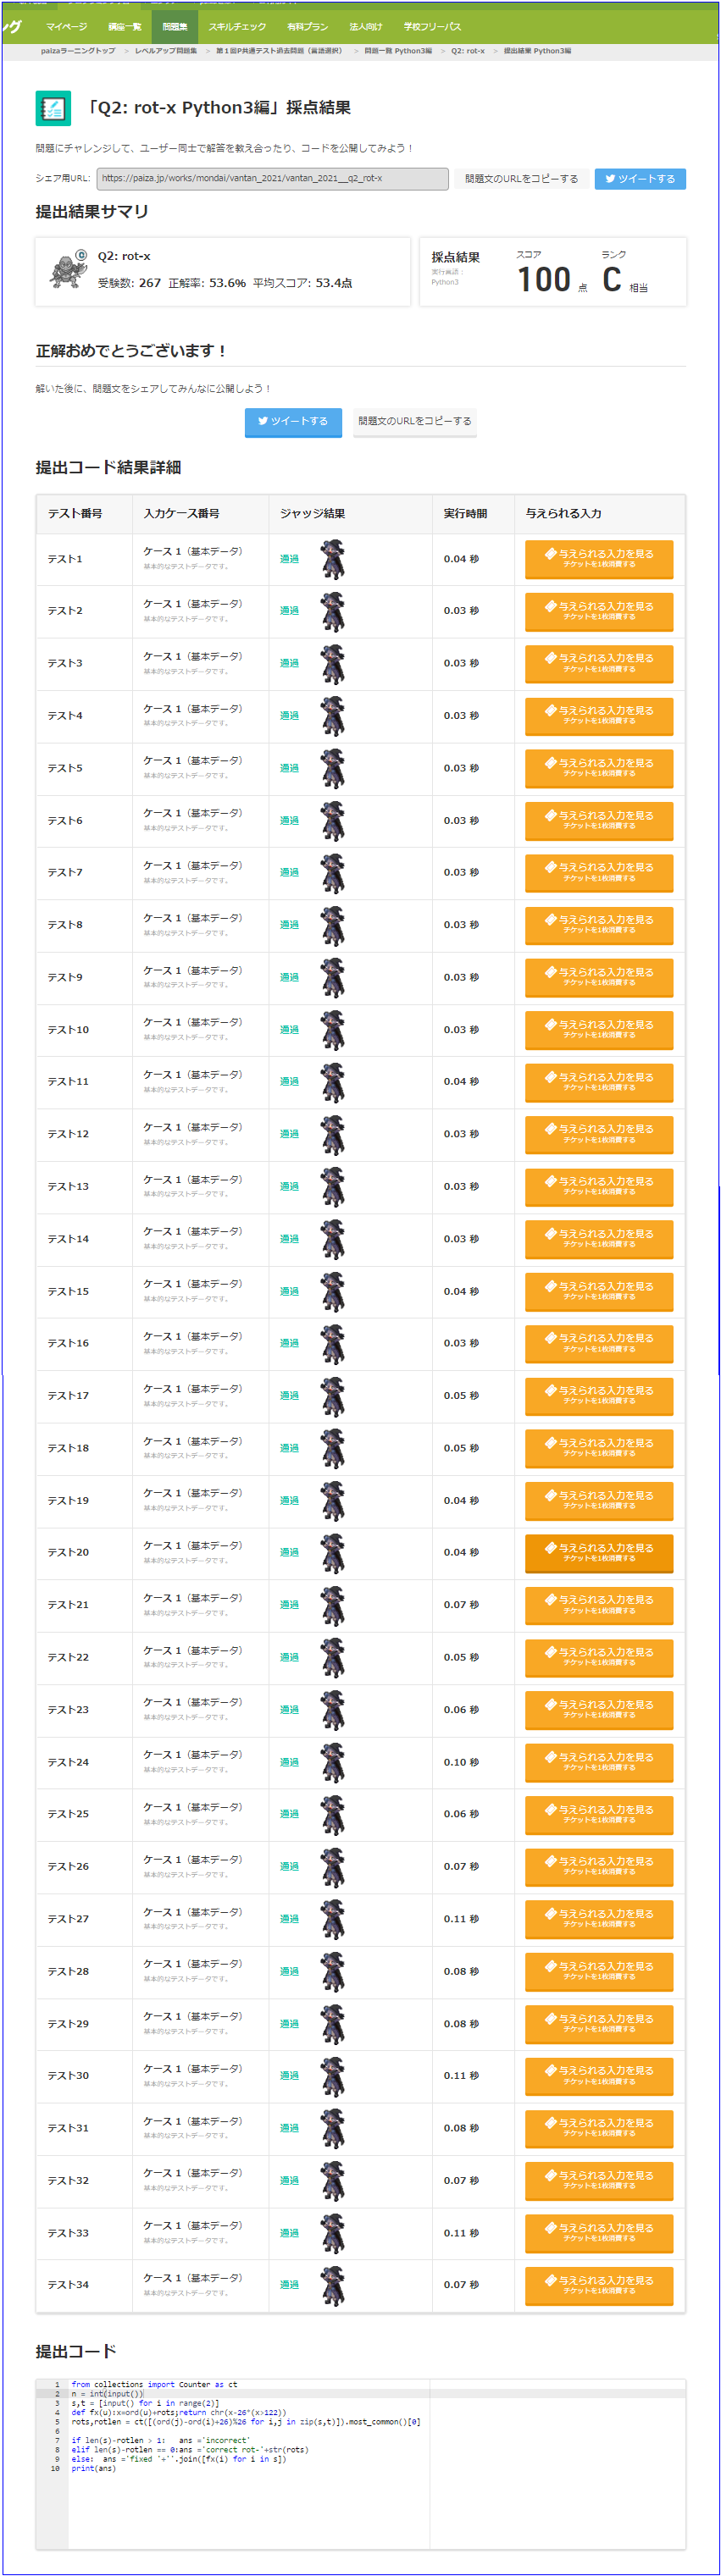 ング マイページ 講座一覧 問題集 スキルチェック 有料プラン 法人向け 学校フリーパス
paizaラーニングトップ > レベルアップ問題集 > 第1回P共通テスト過去問題（言語選択） > 問題一覧 Python3編 > Q2: rot-x > 提出結果 Python3編
「Q2: rot-x Python3編」採点結果
問題にチャレンジして、ユーザー同士で解答を教え合ったり、コードを公開してみよう！
シェア用URL: https://paiza.jp/works/mondai/vantan_2021/vantan_2021__q2_rot-x 問題文のURLをコピーする ツイートする
提出結果サマリ
Q2: rot-x
受験数: 267 正解率: 53.6% 平均スコア: 53.4点
採点結果 スコア ランク
実行言語：
Python3
100 点 C 相当
正解おめでとうございます！
解いた後に、問題文をシェアしてみんなに公開しよう！
ツイートする 問題文のURLをコピーする
提出コード結果詳細
テスト番号 入力ケース番号 ジャッジ結果 実行時間 与えられる入力
テスト1 ケース 1（基本データ） 基本的なテストデータです。 通過 0.04 秒 与えられる入力を見る チケットを1枚消費する
テスト2 ケース 1（基本データ） 基本的なテストデータです。 通過 0.03 秒 与えられる入力を見る チケットを1枚消費する
テスト3 ケース 1（基本データ） 基本的なテストデータです。 通過 0.03 秒 与えられる入力を見る チケットを1枚消費する
テスト4 ケース 1（基本データ） 基本的なテストデータです。 通過 0.03 秒 与えられる入力を見る チケットを1枚消費する
テスト5 ケース 1（基本データ） 基本的なテストデータです。 通過 0.03 秒 与えられる入力を見る チケットを1枚消費する
テスト6 ケース 1（基本データ） 基本的なテストデータです。 通過 0.03 秒 与えられる入力を見る チケットを1枚消費する
テスト7 ケース 1（基本データ） 基本的なテストデータです。 通過 0.03 秒 与えられる入力を見る チケットを1枚消費する
テスト8 ケース 1（基本データ） 基本的なテストデータです。 通過 0.03 秒 与えられる入力を見る チケットを1枚消費する
テスト9 ケース 1（基本データ） 基本的なテストデータです。 通過 0.03 秒 与えられる入力を見る チケットを1枚消費する
テスト10 ケース 1（基本データ） 基本的なテストデータです。 通過 0.03 秒 与えられる入力を見る チケットを1枚消費する
テスト11 ケース 1（基本データ） 基本的なテストデータです。 通過 0.04 秒 与えられる入力を見る チケットを1枚消費する
テスト12 ケース 1（基本データ） 基本的なテストデータです。 通過 0.03 秒 与えられる入力を見る チケットを1枚消費する
テスト13 ケース 1（基本データ） 基本的なテストデータです。 通過 0.03 秒 与えられる入力を見る チケットを1枚消費する
テスト14 ケース 1（基本データ） 基本的なテストデータです。 通過 0.03 秒 与えられる入力を見る チケットを1枚消費する
テスト15 ケース 1（基本データ） 基本的なテストデータです。 通過 0.04 秒 与えられる入力を見る チケットを1枚消費する
テスト16 ケース 1（基本データ） 基本的なテストデータです。 通過 0.03 秒 与えられる入力を見る チケットを1枚消費する
テスト17 ケース 1（基本データ） 基本的なテストデータです。 通過 0.05 秒 与えられる入力を見る チケットを1枚消費する
テスト18 ケース 1（基本データ） 基本的なテストデータです。 通過 0.05 秒 与えられる入力を見る チケットを1枚消費する
テスト19 ケース 1（基本データ） 基本的なテストデータです。 通過 0.04 秒 与えられる入力を見る チケットを1枚消費する
テスト20 ケース 1（基本データ） 基本的なテストデータです。 通過 0.04 秒 与えられる入力を見る チケットを1枚消費する
テスト21 ケース 1（基本データ） 基本的なテストデータです。 通過 0.07 秒 与えられる入力を見る チケットを1枚消費する
テスト22 ケース 1（基本データ） 基本的なテストデータです。 通過 0.05 秒 与えられる入力を見る チケットを1枚消費する
テスト23 ケース 1（基本データ） 基本的なテストデータです。 通過 0.06 秒 与えられる入力を見る チケットを1枚消費する
テスト24 ケース 1（基本データ） 基本的なテストデータです。 通過 0.10 秒 与えられる入力を見る チケットを1枚消費する
テスト25 ケース 1（基本データ） 基本的なテストデータです。 通過 0.06 秒 与えられる入力を見る チケットを1枚消費する
テスト26 ケース 1（基本データ） 基本的なテストデータです。 通過 0.07 秒 与えられる入力を見る チケットを1枚消費する
テスト27 ケース 1（基本データ） 基本的なテストデータです。 通過 0.11 秒 与えられる入力を見る チケットを1枚消費する
テスト28 ケース 1（基本データ） 基本的なテストデータです。 通過 0.08 秒 与えられる入力を見る チケットを1枚消費する
テスト29 ケース 1（基本データ） 基本的なテストデータです。 通過 0.08 秒 与えられる入力を見る チケットを1枚消費する
テスト30 ケース 1（基本データ） 基本的なテストデータです。 通過 0.11 秒 与えられる入力を見る チケットを1枚消費する
テスト31 ケース 1（基本データ） 基本的なテストデータです。 通過 0.08 秒 与えられる入力を見る チケットを1枚消費する
テスト32 ケース 1（基本データ） 基本的なテストデータです。 通過 0.07 秒 与えられる入力を見る チケットを1枚消費する
テスト33 ケース 1（基本データ） 基本的なテストデータです。 通過 0.11 秒 与えられる入力を見る チケットを1枚消費する
テスト34 ケース 1（基本データ） 基本的なテストデータです。 通過 0.07 秒 与えられる入力を見る チケットを1枚消費する
提出コード
1 from collections import Counter as ct
2 n = int(input())
3 s,t = [input() for i in range(2)]
4 def fx(u):x=ord(u)+rots;return chr(x-26*(x>122))
5 rots,rotlen = ct([(ord(j)-ord(i)+26)%26 for i,j in zip(s,t)]).most_common()[0]
6
7 if len(s)-rotlen > 1: ans ='incorrect'
8 elif len(s)-rotlen == 0:ans ='correct rot-'+str(rots)
9 else: ans ='fixed '+''.join([fx(i) for i in s])
10 print(ans)